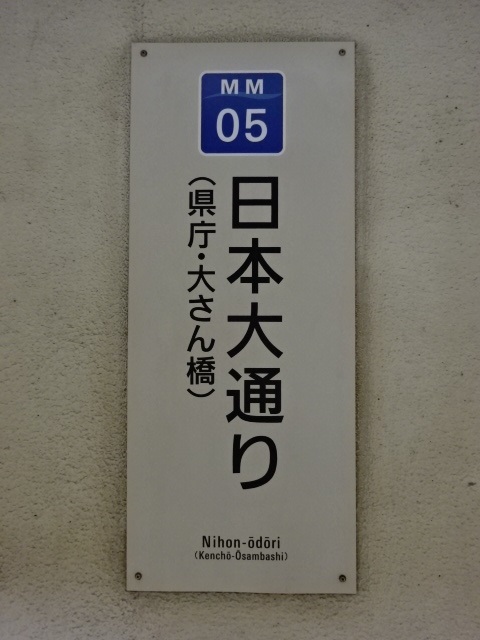 MM
05
日本大通り
（県庁・大さん橋）
Nihon-ōdōri
(Kenchō-Ōsambashi)